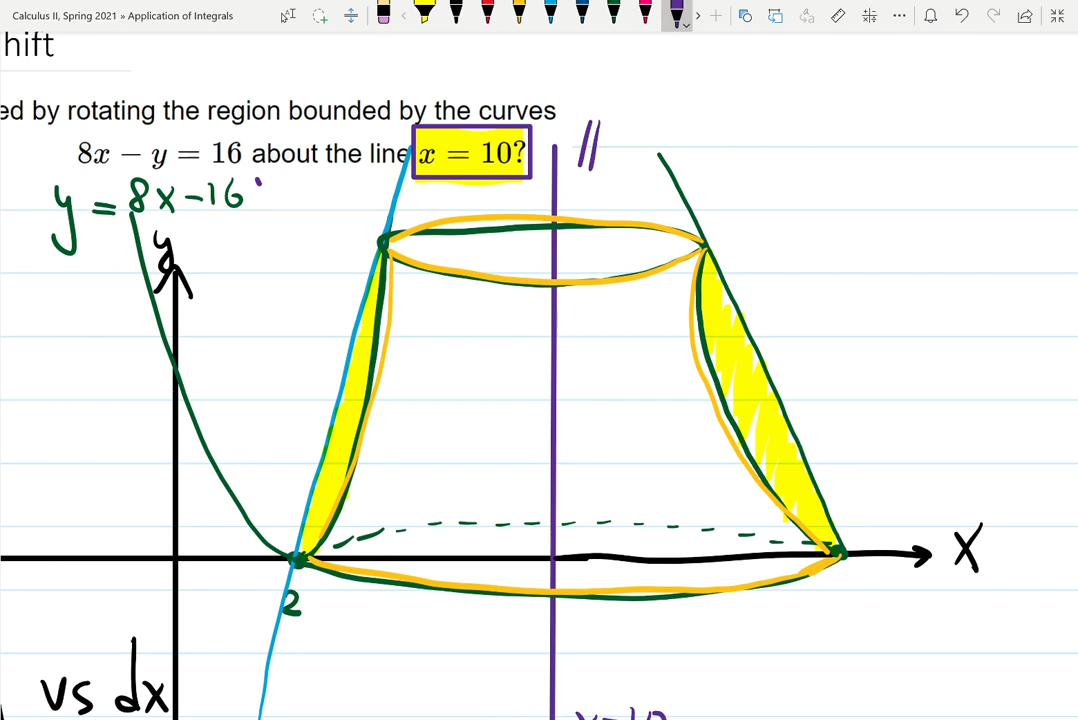 Calculus II, Spring 2021 » Application of Integrals
hift
ed by rotating the region bounded by the curves
8x − y = 16 about the line x = 10?
y = 8x-16
y
X
2
vs dx
x=10